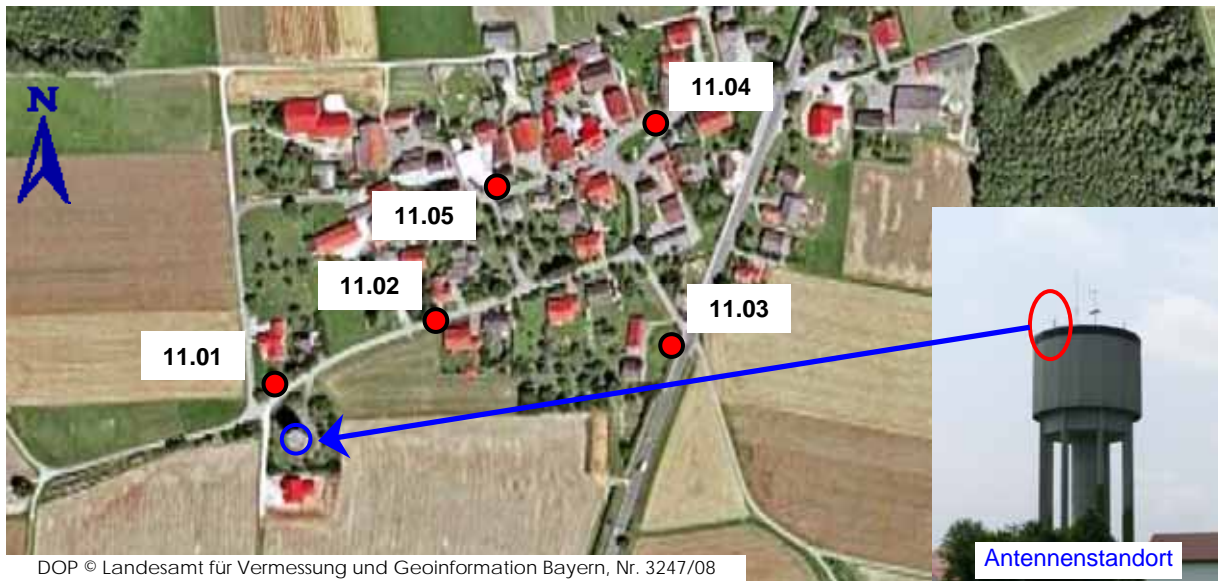 N
11.04
11.05
11.02
11.03
11.01
Antennenstandort
DOP © Landesamt für Vermessung und Geoinformation Bayern, Nr. 3247/08